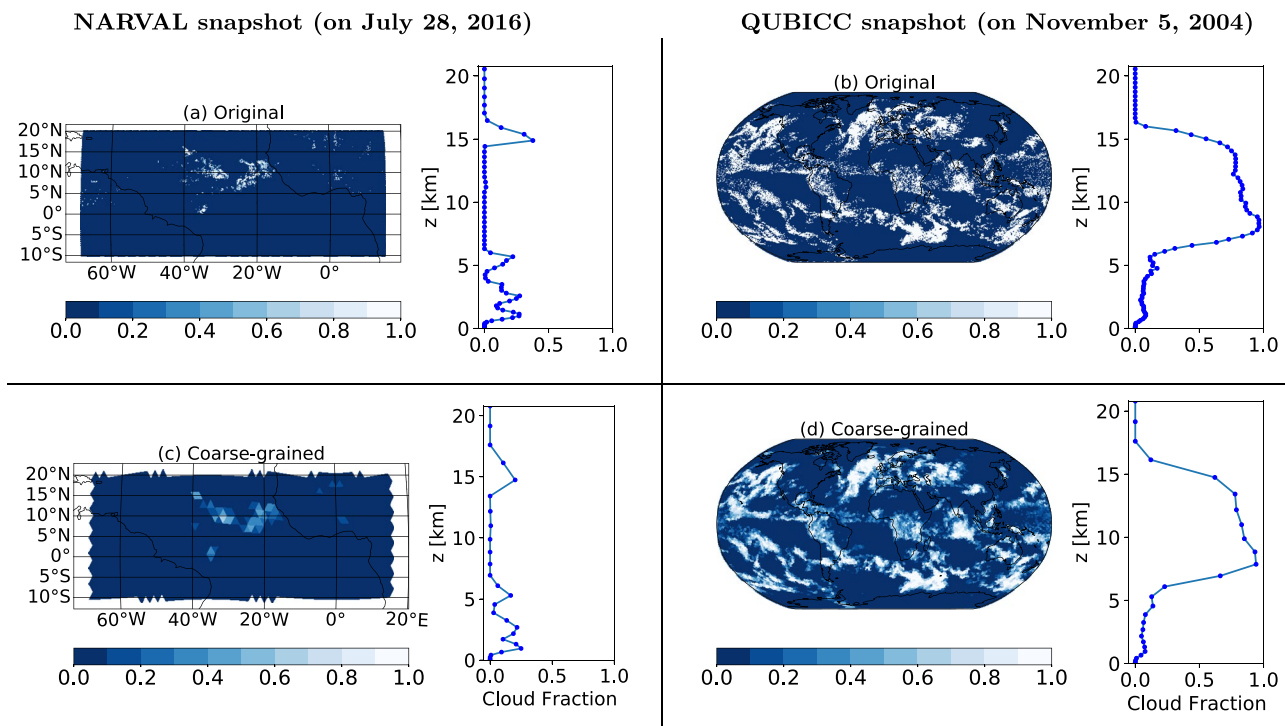 NARVAL snapshot (on July 28, 2016)
QUBICC snapshot (on November 5, 2004)
(a) Original
20°N
15°N
10°N
5°N
0°
5°S
10°S
60°W 40°W 20°W 0°
0.0 0.2 0.4 0.6 0.8 1.0
z [km]
20
15
10
5
0
0.0 0.5 1.0
(b) Original
0.0 0.2 0.4 0.6 0.8 1.0
z [km]
20
15
10
5
0
0.0 0.5 1.0
Cloud Fraction
(c) Coarse-grained
20°N
15°N
10°N
5°N
0°
5°S
10°S
60°W 40°W 20°W 0° 20°E
0.0 0.2 0.4 0.6 0.8 1.0
z [km]
20
15
10
5
0
0.0 0.5 1.0
Cloud Fraction
(d) Coarse-grained
0.0 0.2 0.4 0.6 0.8 1.0
z [km]
20
15
10
5
0
0.0 0.5 1.0
Cloud Fraction